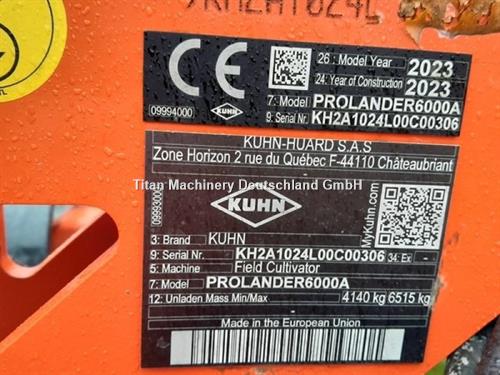 CE
09994000
KUHN
26: Model Year 2023
24: Year of Construction 2023
7: Model PROLANDER6000A
9: Serial Nr. KH2A1024L00C00306
KUHN-HUARD S.A.S
Zone Horizon 2 rue du Québec F-44110 Châteaubriant
Titan Machinery Deutschland GmbH
09993000
KUHN
MyKuhn.com
3: Brand KUHN
9: Serial Nr. KH2A1024L00C00306 34: Ex -
5: Machine Field Cultivator
7: Model PROLANDER6000A
12: Unladen Mass Min/Max 4140 kg 6515 kg
Made in the European Union